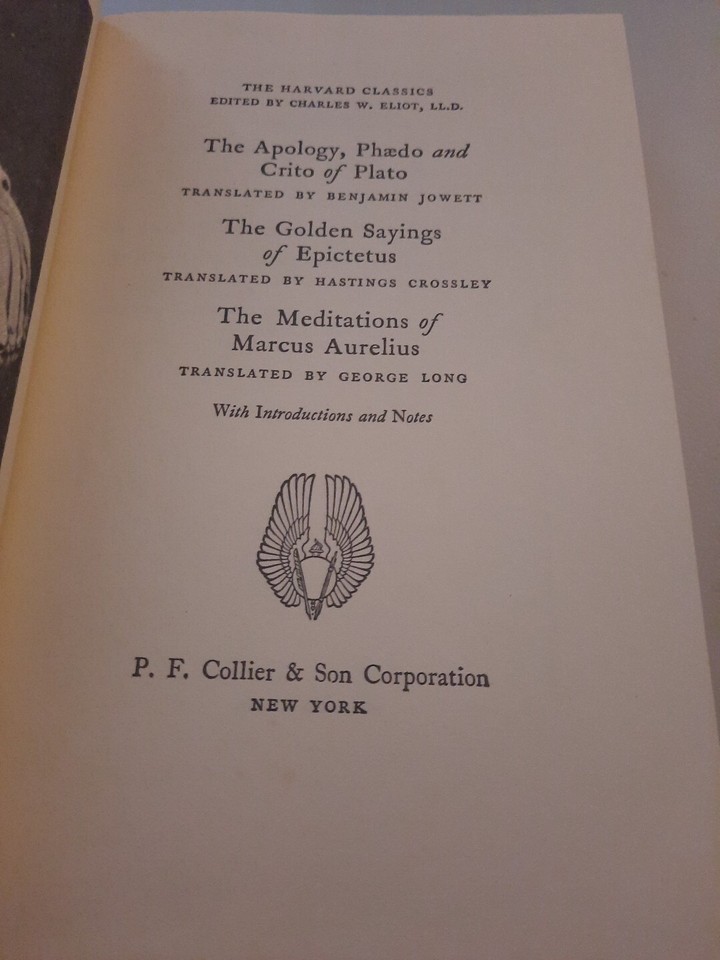 THE HARVARD CLASSICS
EDITED BY CHARLES W. ELIOT, LL.D.
The Apology, Phædo and
Crito of Plato
TRANSLATED BY BENJAMIN JOWETT
The Golden Sayings
of Epictetus
TRANSLATED BY HASTINGS CROSSLEY
The Meditations of
Marcus Aurelius
TRANSLATED BY GEORGE LONG
With Introductions and Notes
P. F. Collier & Son Corporation
NEW YORK